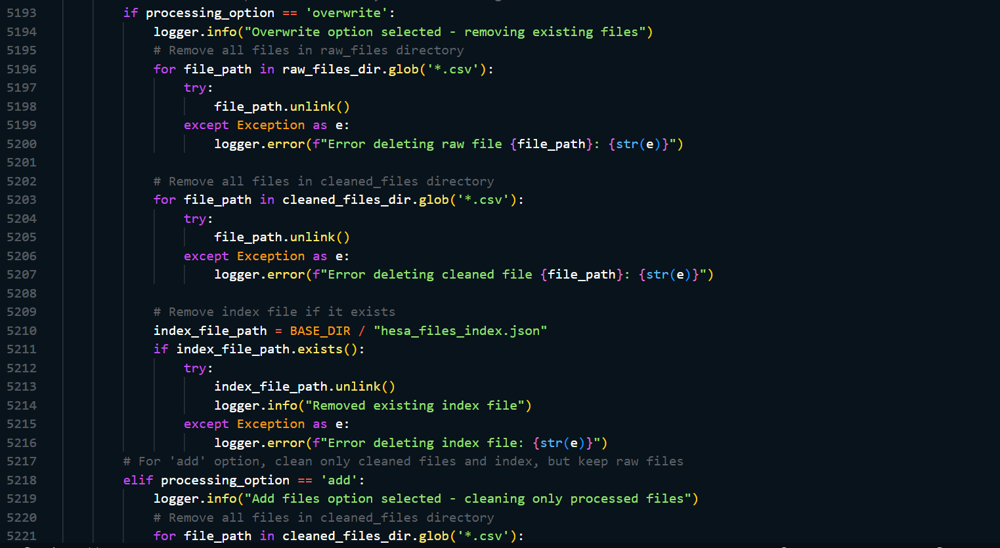 5193 if processing_option == 'overwrite':
5194 logger.info("Overwrite option selected - removing existing files")
5195 # Remove all files in raw_files directory
5196 for file_path in raw_files_dir.glob('*.csv'):
5197 try:
5198 file_path.unlink()
5199 except Exception as e:
5200 logger.error(f"Error deleting raw file {file_path}: {str(e)}")
5201
5202 # Remove all files in cleaned_files directory
5203 for file_path in cleaned_files_dir.glob('*.csv'):
5204 try:
5205 file_path.unlink()
5206 except Exception as e:
5207 logger.error(f"Error deleting cleaned file {file_path}: {str(e)}")
5208
5209 # Remove index file if it exists
5210 index_file_path = BASE_DIR / "hesa_files_index.json"
5211 if index_file_path.exists():
5212 try:
5213 index_file_path.unlink()
5214 logger.info("Removed existing index file")
5215 except Exception as e:
5216 logger.error(f"Error deleting index file: {str(e)}")
5217 # For 'add' option, clean only cleaned files and index, but keep raw files
5218 elif processing_option == 'add':
5219 logger.info("Add files option selected - cleaning only processed files")
5220 # Remove all files in cleaned_files directory
5221 for file_path in cleaned_files_dir.glob('*.csv'):